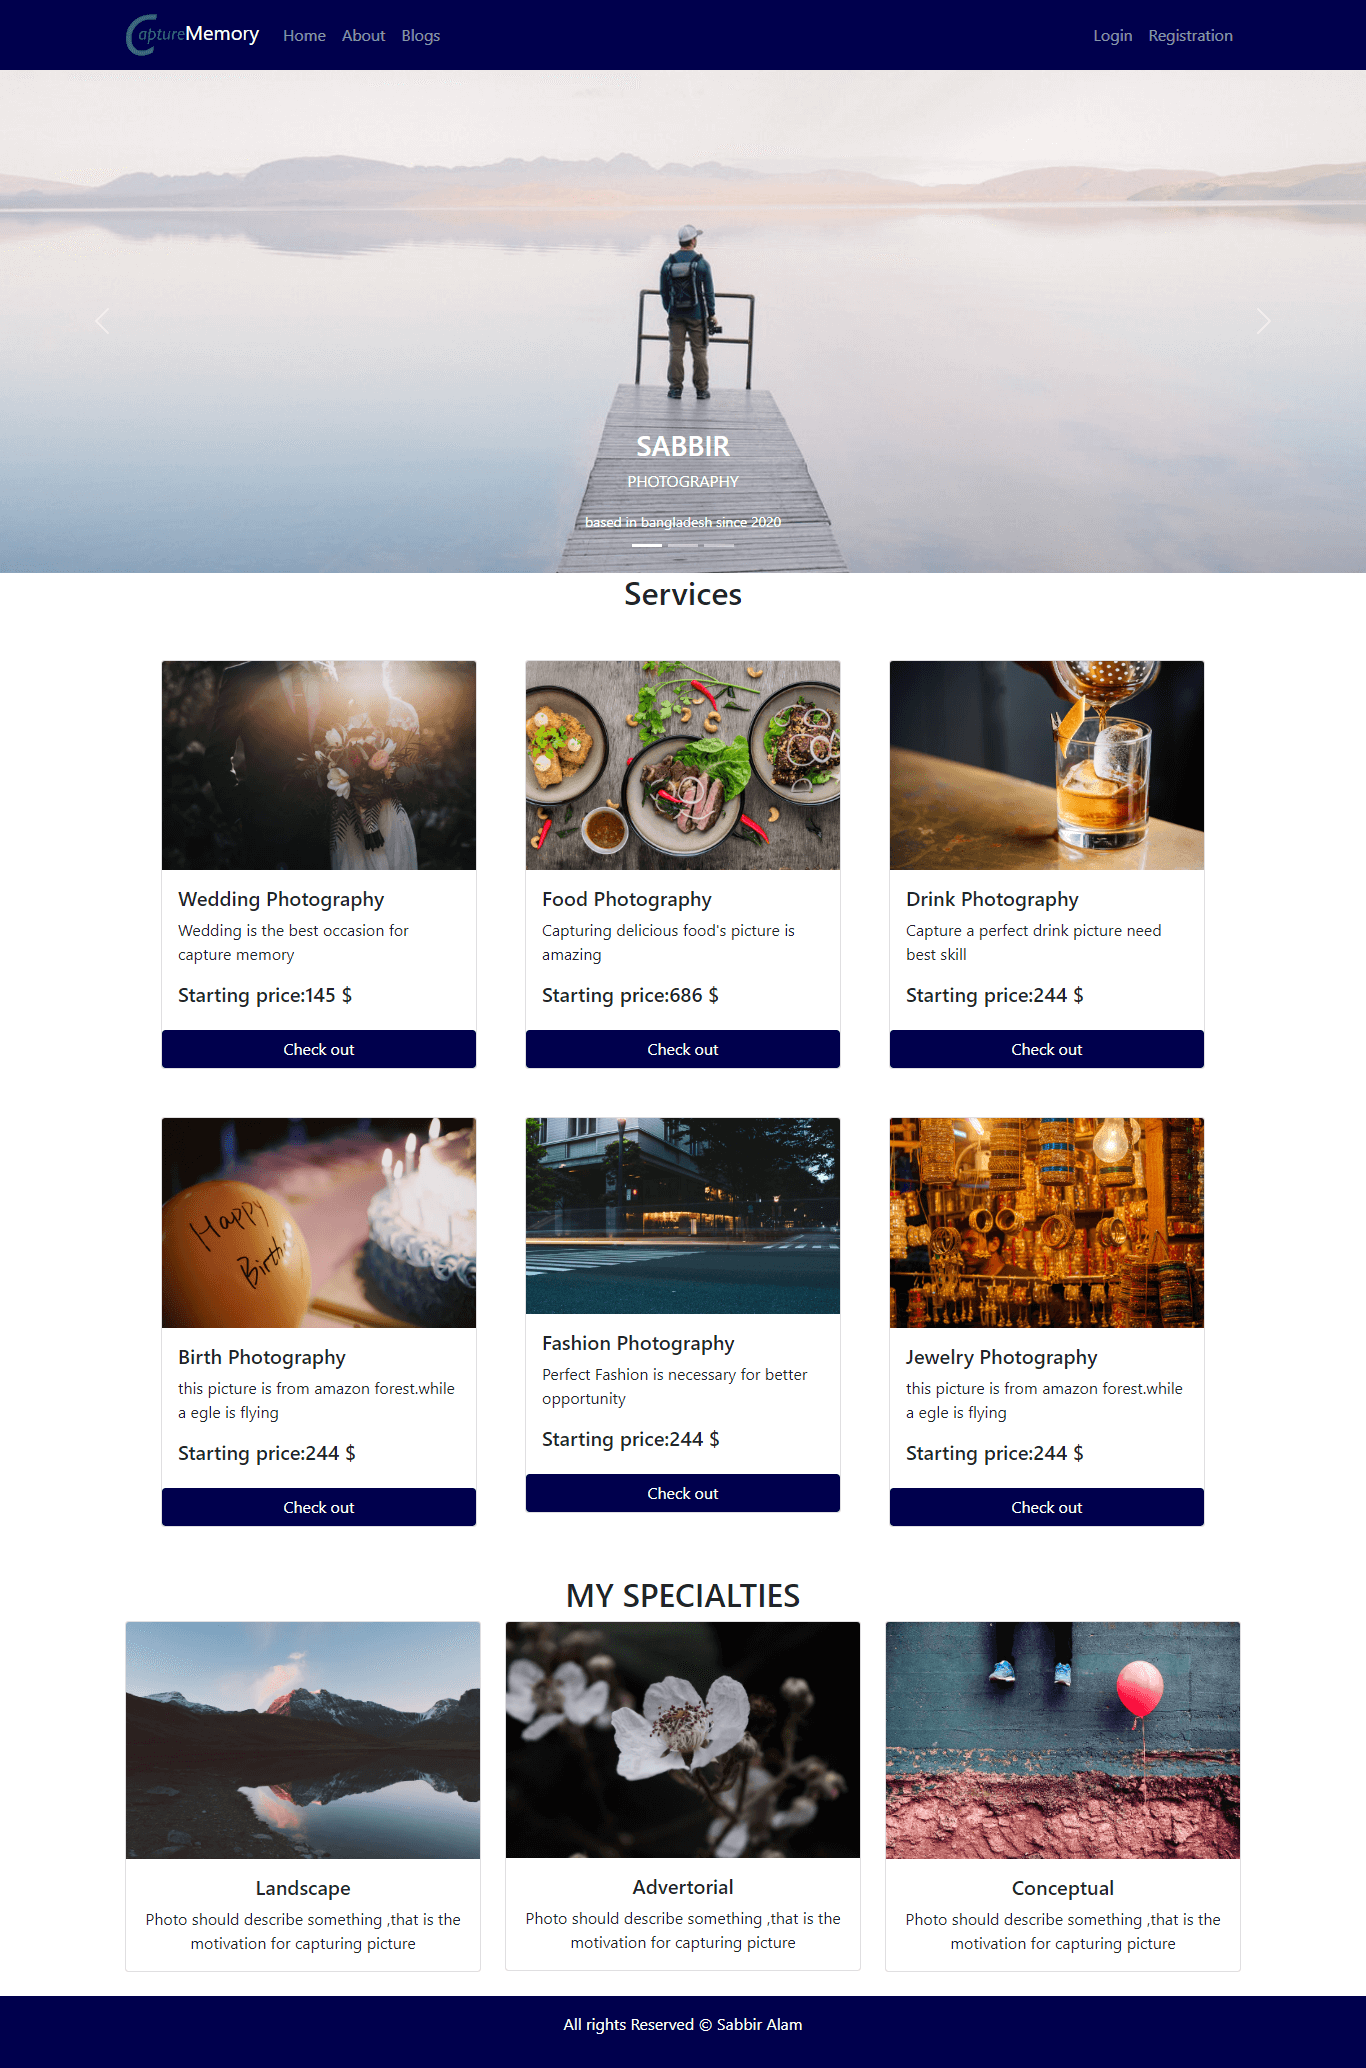 CaptureMemory Home About Blogs Login Registration
SABBIR
PHOTOGRAPHY
based in bangladesh since 2020
Services
Wedding Photography
Wedding is the best occasion for
capture memory
Starting price:145 $
Check out
Food Photography
Capturing delicious food's picture is
amazing
Starting price:686 $
Check out
Drink Photography
Capture a perfect drink picture need
best skill
Starting price:244 $
Check out
Happy
Birth
Birth Photography
this picture is from amazon forest.while
a egle is flying
Starting price:244 $
Check out
Fashion Photography
Perfect Fashion is necessary for better
opportunity
Starting price:244 $
Check out
Jewelry Photography
this picture is from amazon forest.while
a egle is flying
Starting price:244 $
Check out
MY SPECIALTIES
Landscape
Photo should describe something ,that is the
motivation for capturing picture
Advertorial
Photo should describe something ,that is the
motivation for capturing picture
Conceptual
Photo should describe something ,that is the
motivation for capturing picture
All rights Reserved © Sabbir Alam